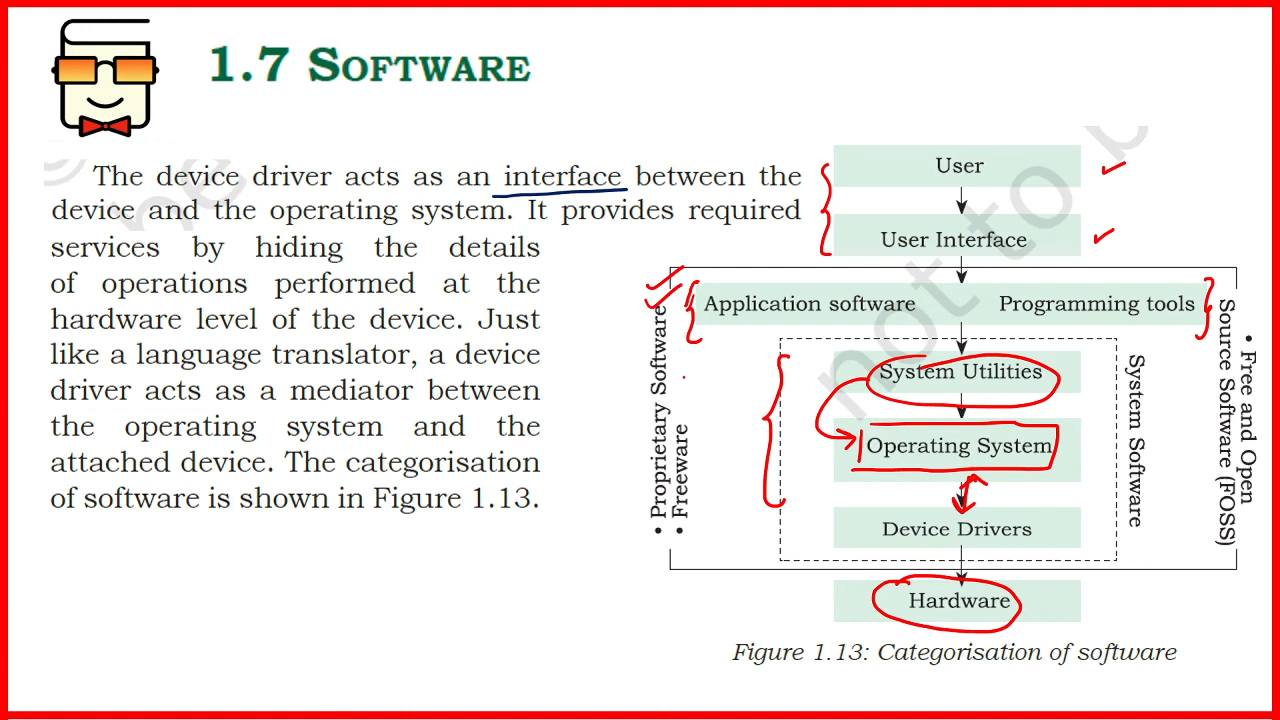 1.7 SOFTWARE
The device driver acts as an interface between the
device and the operating system. It provides required
services by hiding the details
of operations performed at the
hardware level of the device. Just
like a language translator, a device
driver acts as a mediator between
the operating system and the
attached device. The categorisation
of software is shown in Figure 1.13.
User
User Interface
Application software
Programming tools
System Utilities
Operating System
Device Drivers
Hardware
• Proprietary Software
• Freeware
System Software
• Free and Open
Source Software (FOSS)
Figure 1.13: Categorisation of software
not to b
he